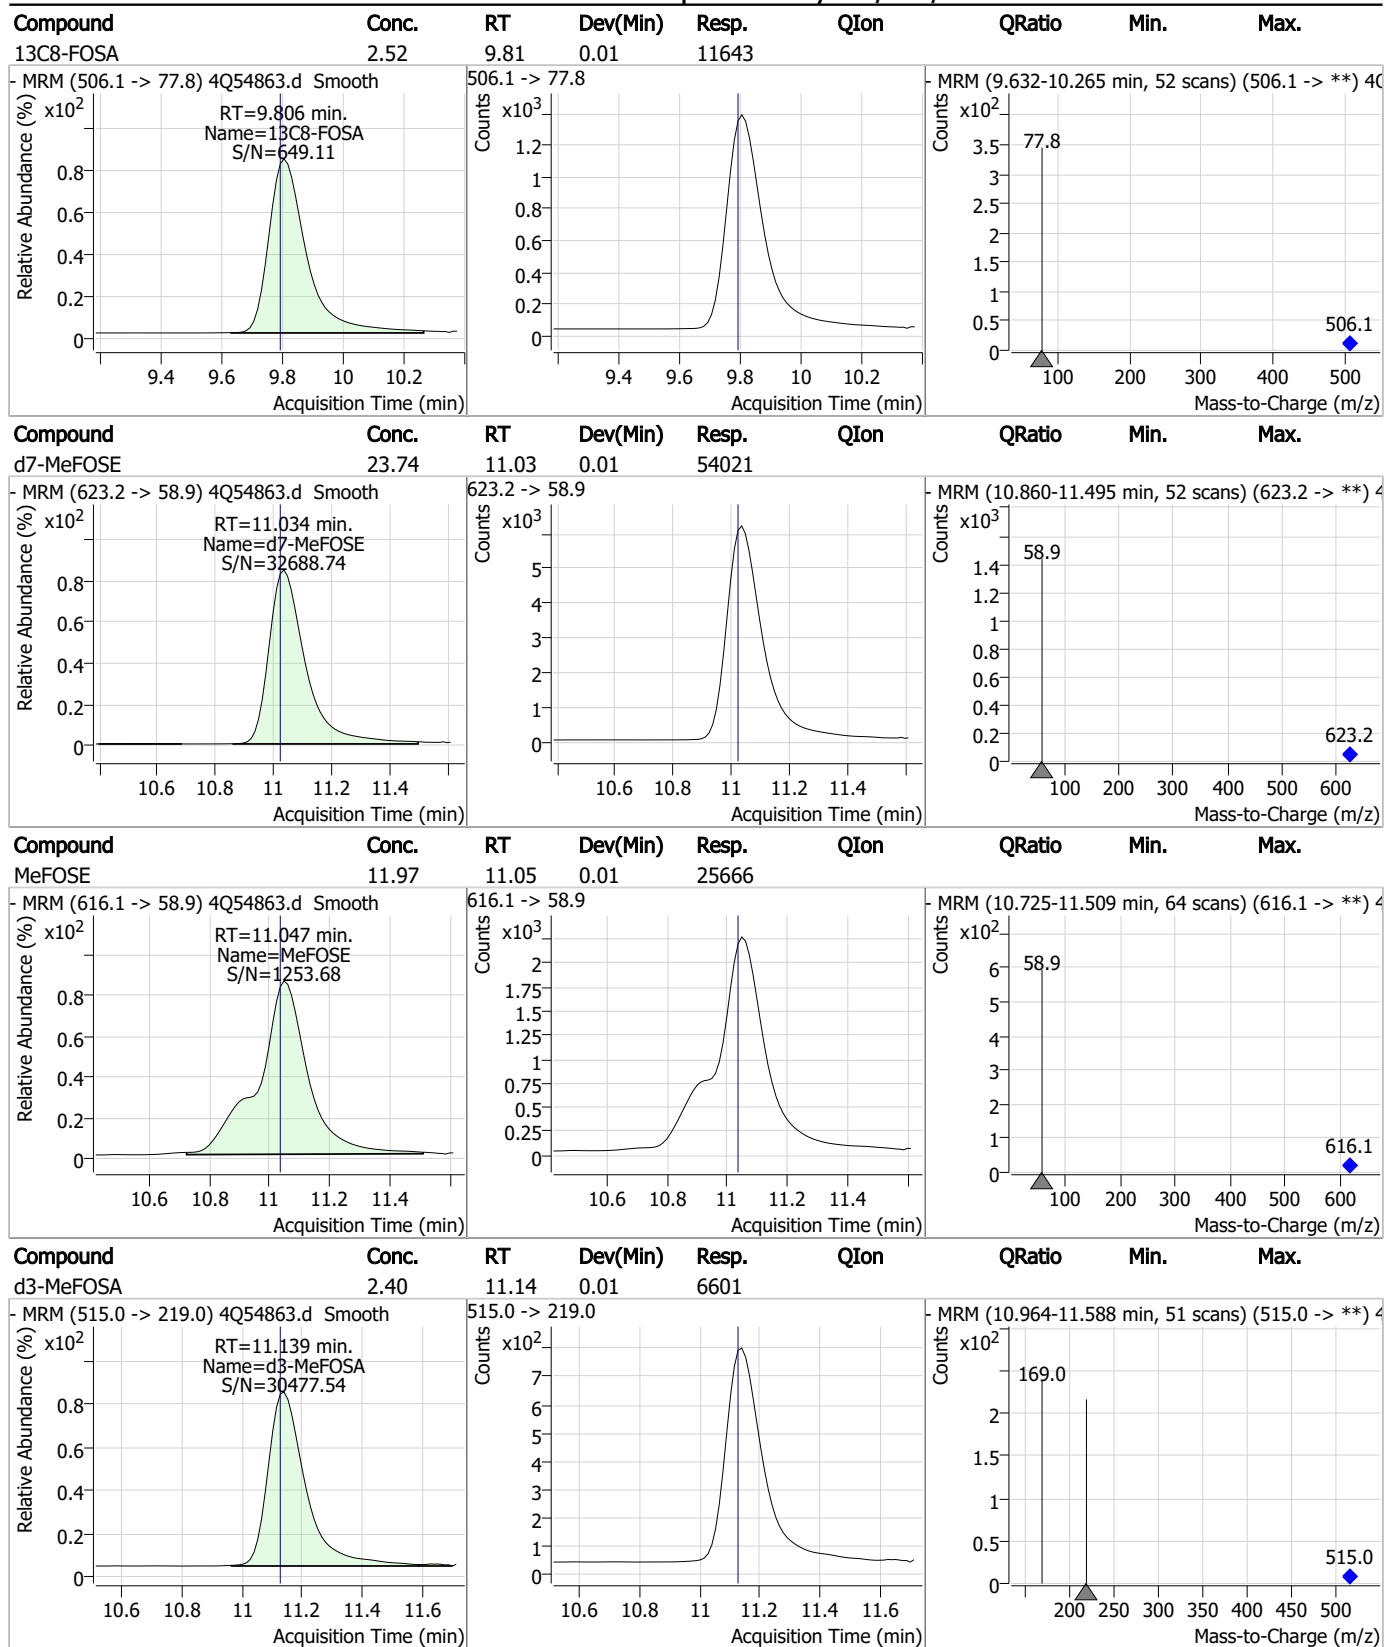 Compound Conc. RT Dev(Min) Resp. QIon QRatio Min. Max.
13C8-FOSA 2.52 9.81 0.01 11643
- MRM (506.1 -> 77.8) 4Q54863.d Smooth
Relative Abundance (%)
x10²
RT=9.806 min.
Name=13C8-FOSA
S/N=649.11
0.8
0.6
0.4
0.2
0
9.4 9.6 9.8 10 10.2
Acquisition Time (min)
506.1 -> 77.8
Counts
x10³
1.2
1
0.8
0.6
0.4
0.2
0
9.4 9.6 9.8 10 10.2
Acquisition Time (min)
- MRM (9.632-10.265 min, 52 scans) (506.1 -> **)
Counts
x10²
77.8
3.5
3
2.5
2
1.5
1
0.5
0
506.1
100 200 300 400 500
Mass-to-Charge (m/z)
Compound Conc. RT Dev(Min) Resp. QIon QRatio Min. Max.
d7-MeFOSE 23.74 11.03 0.01 54021
- MRM (623.2 -> 58.9) 4Q54863.d Smooth
Relative Abundance (%)
x10²
RT=11.034 min.
Name=d7-MeFOSE
S/N=32688.74
0.8
0.6
0.4
0.2
0
10.6 10.8 11 11.2 11.4
Acquisition Time (min)
623.2 -> 58.9
Counts
x10³
5
4
3
2
1
0
10.6 10.8 11 11.2 11.4
Acquisition Time (min)
- MRM (10.860-11.495 min, 52 scans) (623.2 -> **) 4
Counts
x10³
58.9
1.4
1.2
1
0.8
0.6
0.4
0.2
0
623.2
100 200 300 400 500 600
Mass-to-Charge (m/z)
Compound Conc. RT Dev(Min) Resp. QIon QRatio Min. Max.
MeFOSE 11.97 11.05 0.01 25666
- MRM (616.1 -> 58.9) 4Q54863.d Smooth
Relative Abundance (%)
x10²
RT=11.047 min.
Name=MeFOSE
S/N=1253.68
0.8
0.6
0.4
0.2
0
10.6 10.8 11 11.2 11.4
Acquisition Time (min)
616.1 -> 58.9
Counts
x10³
2
1.75
1.5
1.25
1
0.75
0.5
0.25
0
10.6 10.8 11 11.2 11.4
Acquisition Time (min)
- MRM (10.725-11.509 min, 64 scans) (616.1 -> **) 4
Counts
x10²
58.9
6
5
4
3
2
1
0
616.1
100 200 300 400 500 600
Mass-to-Charge (m/z)
Compound Conc. RT Dev(Min) Resp. QIon QRatio Min. Max.
d3-MeFOSA 2.40 11.14 0.01 6601
- MRM (515.0 -> 219.0) 4Q54863.d Smooth
Relative Abundance (%)
x10²
RT=11.139 min.
Name=d3-MeFOSA
S/N=30477.54
0.8
0.6
0.4
0.2
0
10.6 10.8 11 11.2 11.4 11.6
Acquisition Time (min)
515.0 -> 219.0
Counts
x10²
7
6
5
4
3
2
1
0
10.6 10.8 11 11.2 11.4 11.6
Acquisition Time (min)
- MRM (10.964-11.588 min, 51 scans) (515.0 -> **) 4
Counts
x10²
169.0
2
1.5
1
0.5
0
515.0
200 250 300 350 400 450 500
Mass-to-Charge (m/z)